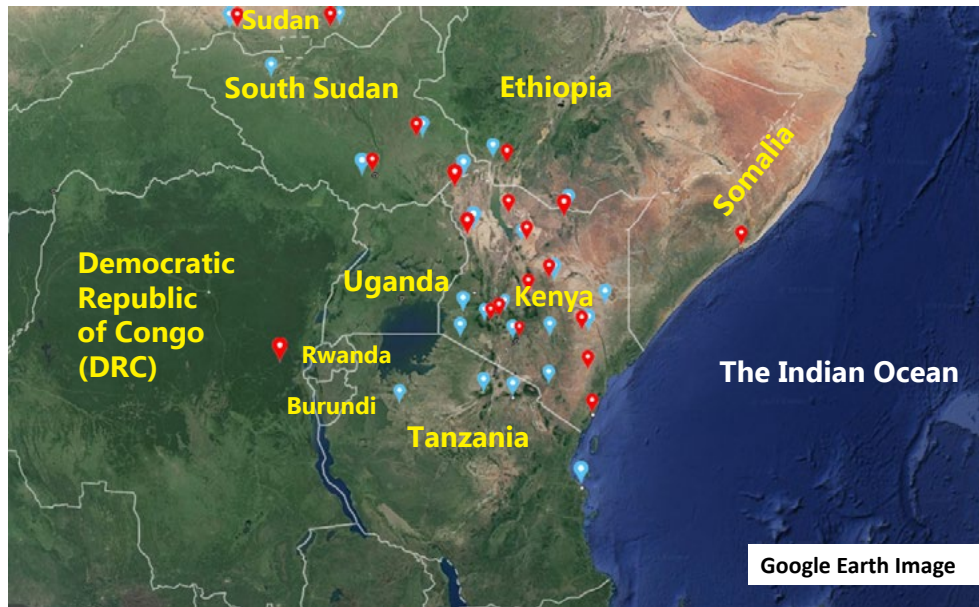 Sudan
South Sudan
Ethiopia
Somalia
Democratic
Republic
of Congo
(DRC)
Uganda
Kenya
Rwanda
Burundi
The Indian Ocean
Tanzania
Google Earth Image